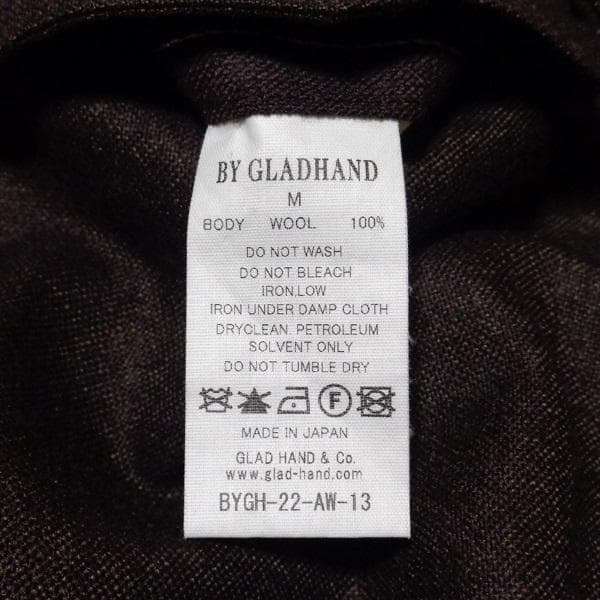 BY GLADHAND
M
BODY WOOL 100%
DO NOT WASH
DO NOT BLEACH
IRON,LOW
IRON UNDER DAMP CLOTH
DRYCLEAN. PETROLEUM
SOLVENT ONLY
DO NOT TUMBLE DRY
F
MADE IN JAPAN
GLAD HAND & Co.
www.glad-hand.com
BYGH-22-AW-13